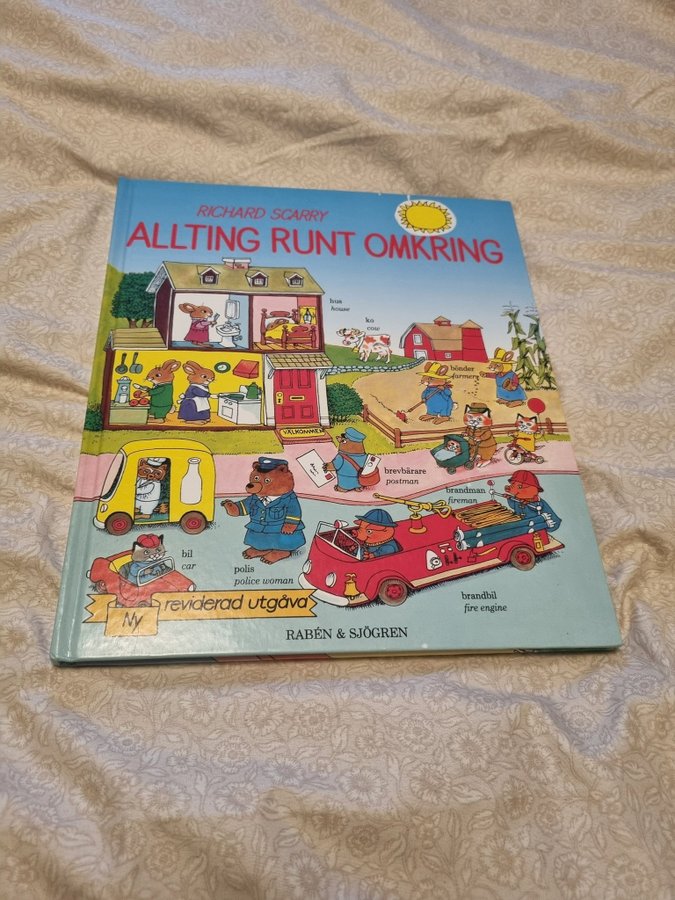 RICHARD SCARRY
ALLTING RUNT OMKRING
hus
house
ko
cow
bönder
farmers
VÄLKOMMEN
brevbärare
postman
brandman
fireman
bil
car
polis
police woman
brandbil
fire engine
Ny reviderad utgåva
RABÉN & SJÖGREN